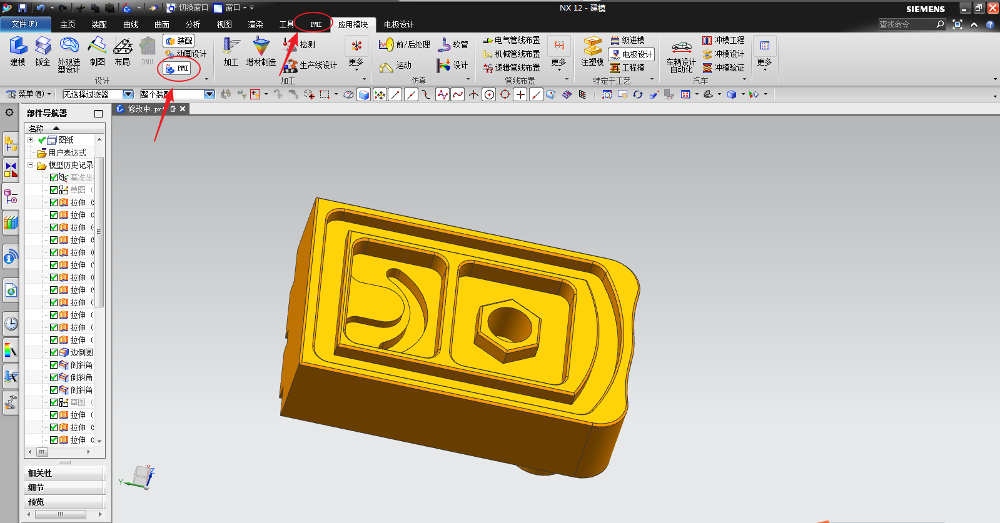 切换窗口 窗口 NX 12 - 建模 SIEMENS
文件(F) 主页 装配 曲线 曲面 分析 视图 渲染 工具 PMI 应用模块 电极设计 查找命令
建模 钣金 外观造型设计 制图 布局 DMU 装配 动画设计 PMI 设计
加工 增材制造 检测 生产线设计 更多 加工
前/后处理 运动 软管 设计 仿真
电气管线布置 机械管线布置 逻辑管线布置 更多 管线布置
注塑模 级进模 电极设计 工程模 特定于工艺
车辆设计自动化 冲模工程 冲模设计 冲模验证 汽车 更多
菜单(M) 无选择过滤器 整个装配
部件导航器 修改中.prt
名称
图纸
用户表达式
模型历史记录
基准坐
草图 (
拉伸 (
拉伸 (
拉伸 (
拉伸 (
拉伸 (
拉伸 (
拉伸 (
拉伸 (
拉伸 (
拉伸 (
拉伸 (
拉伸 (
边倒圆
倒斜角
倒斜角
倒斜角
草图 (
拉伸 (
拉伸 (
拉伸 (
相关性
细节
预览
X
Y
Z